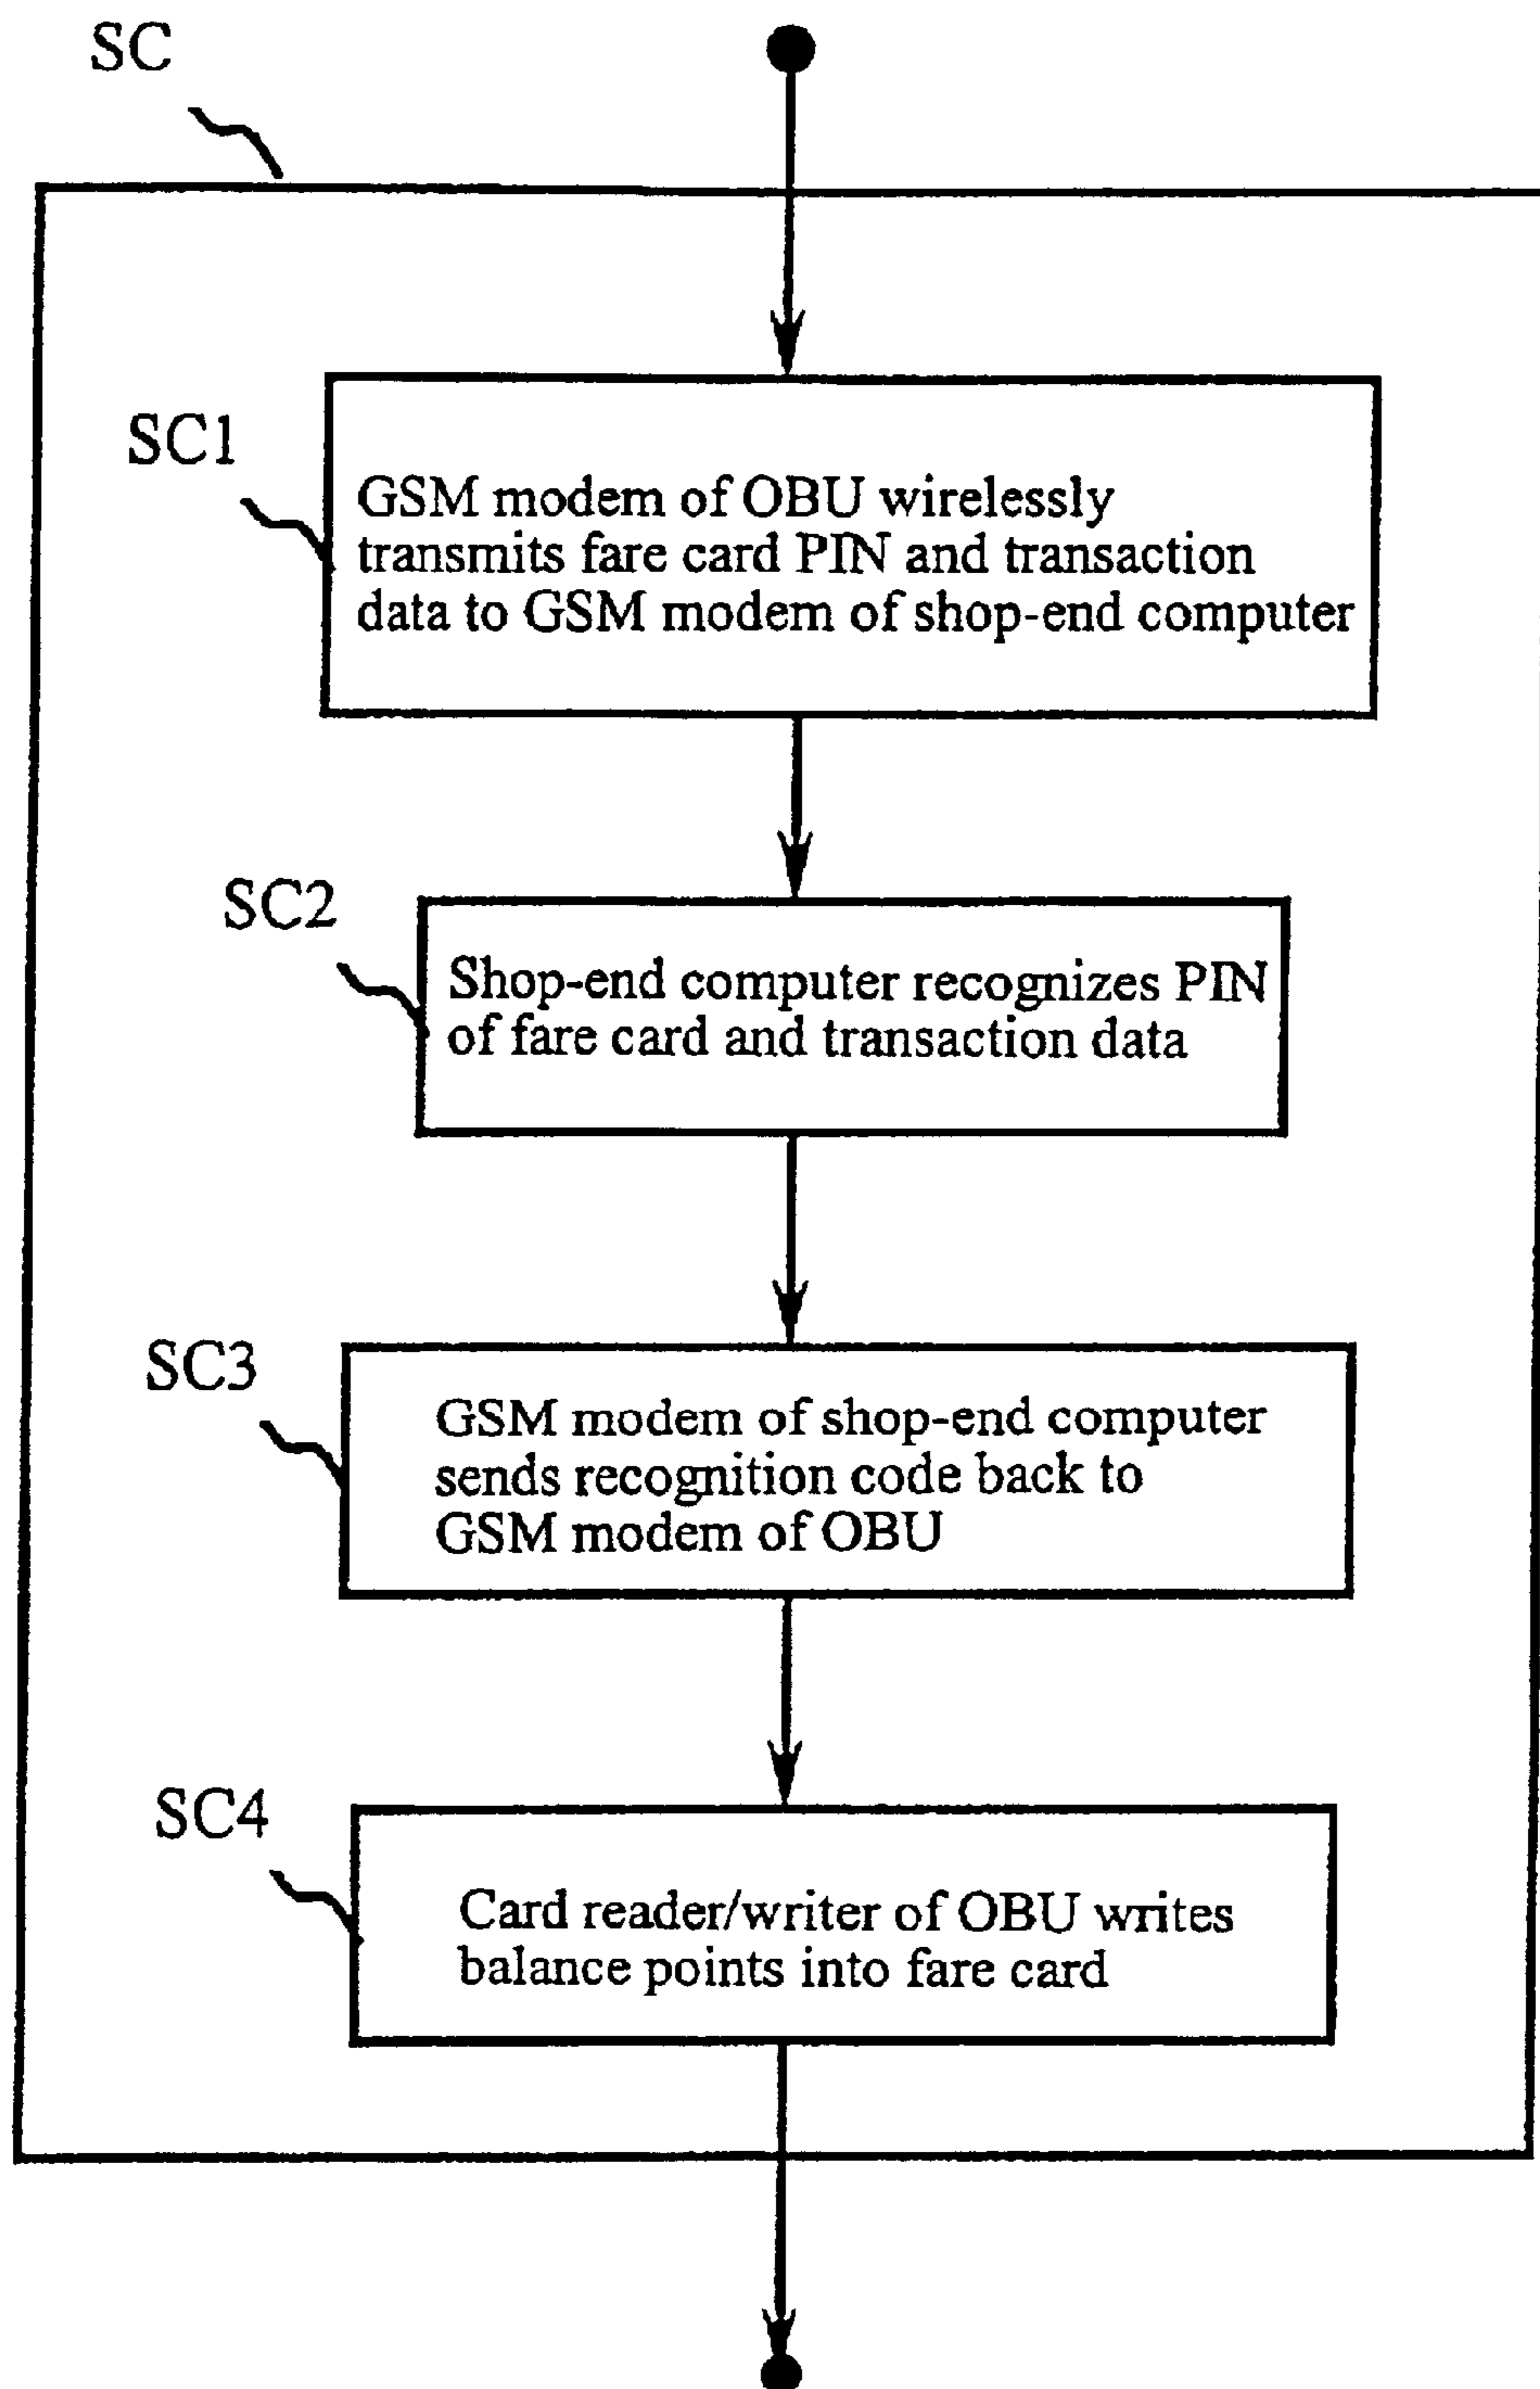 SC
SC1
GSM modem of OBU wirelessly
transmits fare card PIN and transaction
data to GSM modem of shop-end computer
SC2
Shop-end computer recognizes PIN
of fare card and transaction data
SC3
GSM modem of shop-end computer
sends recognition code back to
GSM modem of OBU
SC4
Card reader/writer of OBU writes
balance points into fare card